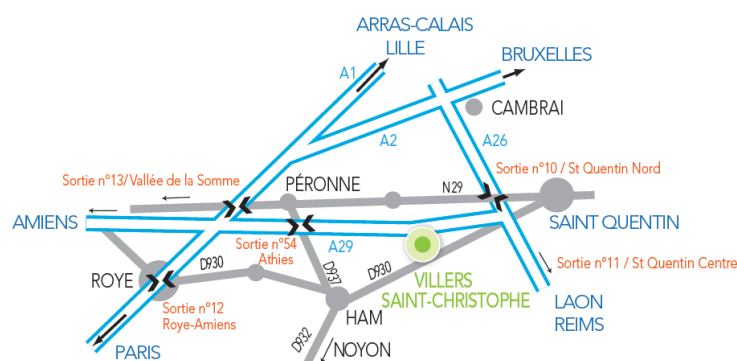 ARRAS-CALAIS
LILLE
BRUXELLES
A1
CAMBRAI
A2
A26
Sortie n°10 / St Quentin Nord
Sortie n°13/Vallée de la Somme
PÉRONNE
N29
AMIENS
SAINT QUENTIN
Sortie n°54
Athies
A29
D930
D937
D930
Sortie n°11 / St Quentin Centre
ROYE
VILLERS
SAINT-CHRISTOPHE
Sortie n°12
Roye-Amiens
HAM
LAON
REIMS
D932
NOYON
PARIS